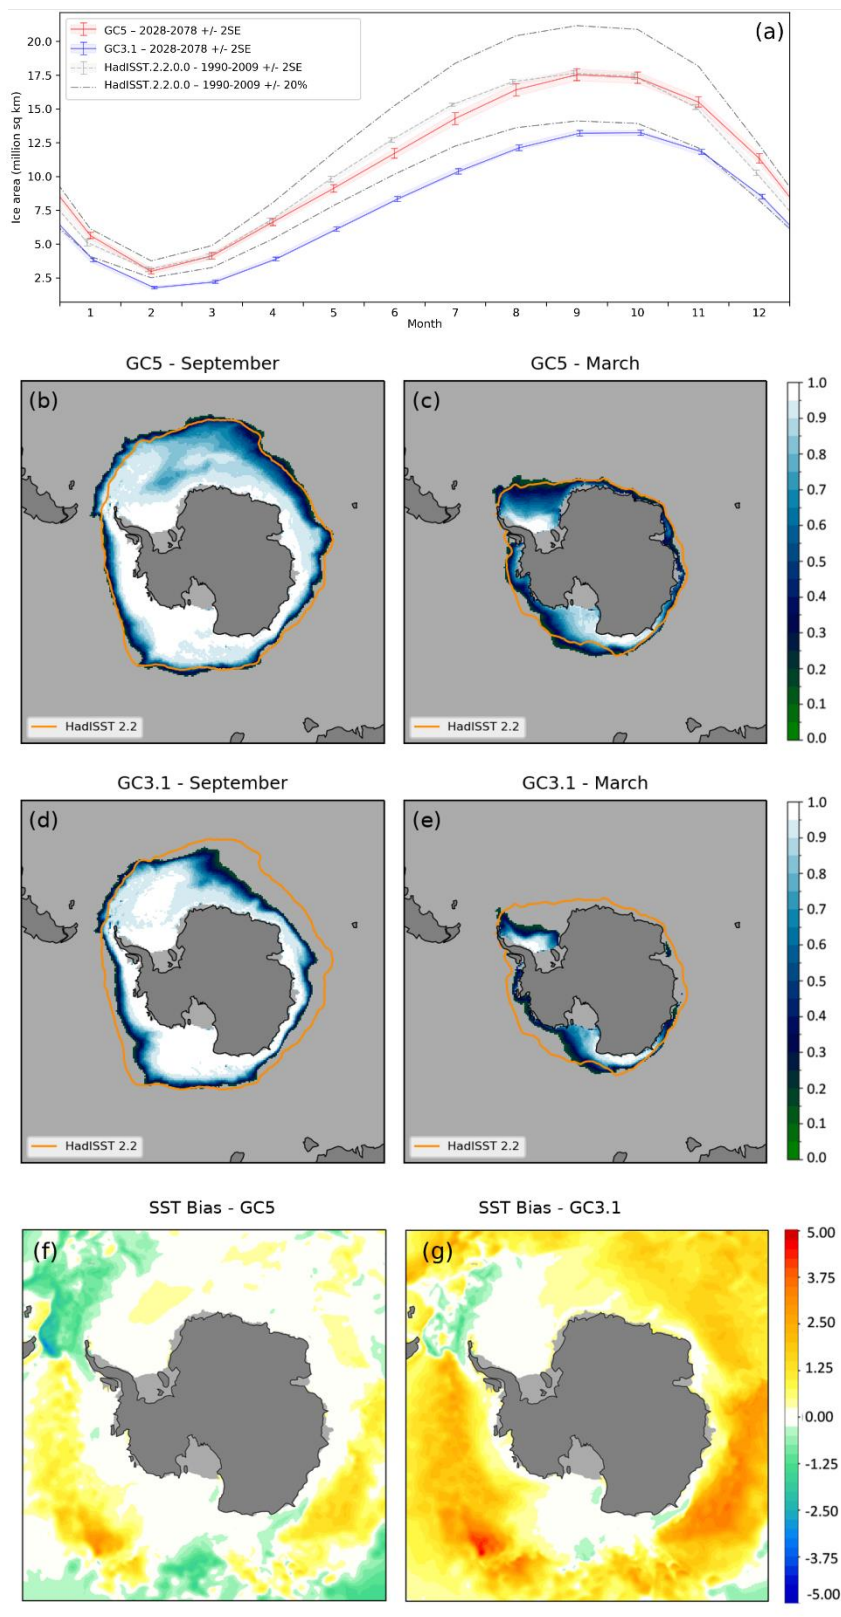 GC5 – 2028-2078 +/- 2SE
GC3.1 – 2028-2078 +/- 2SE
HadISST.2.2.0.0 - 1990-2009 +/- 2SE
HadISST.2.2.0.0 – 1990-2009 +/- 20%
(a)
Ice area (million sq km)
20.0
17.5
15.0
12.5
10.0
7.5
5.0
2.5
1 2 3 4 5 6 7 8 9 10 11 12
Month
GC5 - September
GC5 - March
(b)
(c)
HadISST 2.2
HadISST 2.2
1.0
0.9
0.8
0.7
0.6
0.5
0.4
0.3
0.2
0.1
0.0
GC3.1 - September
GC3.1 - March
(d)
(e)
HadISST 2.2
HadISST 2.2
1.0
0.9
0.8
0.7
0.6
0.5
0.4
0.3
0.2
0.1
0.0
SST Bias - GC5
SST Bias - GC3.1
(f)
(g)
5.00
3.75
2.50
1.25
0.00
-1.25
-2.50
-3.75
-5.00